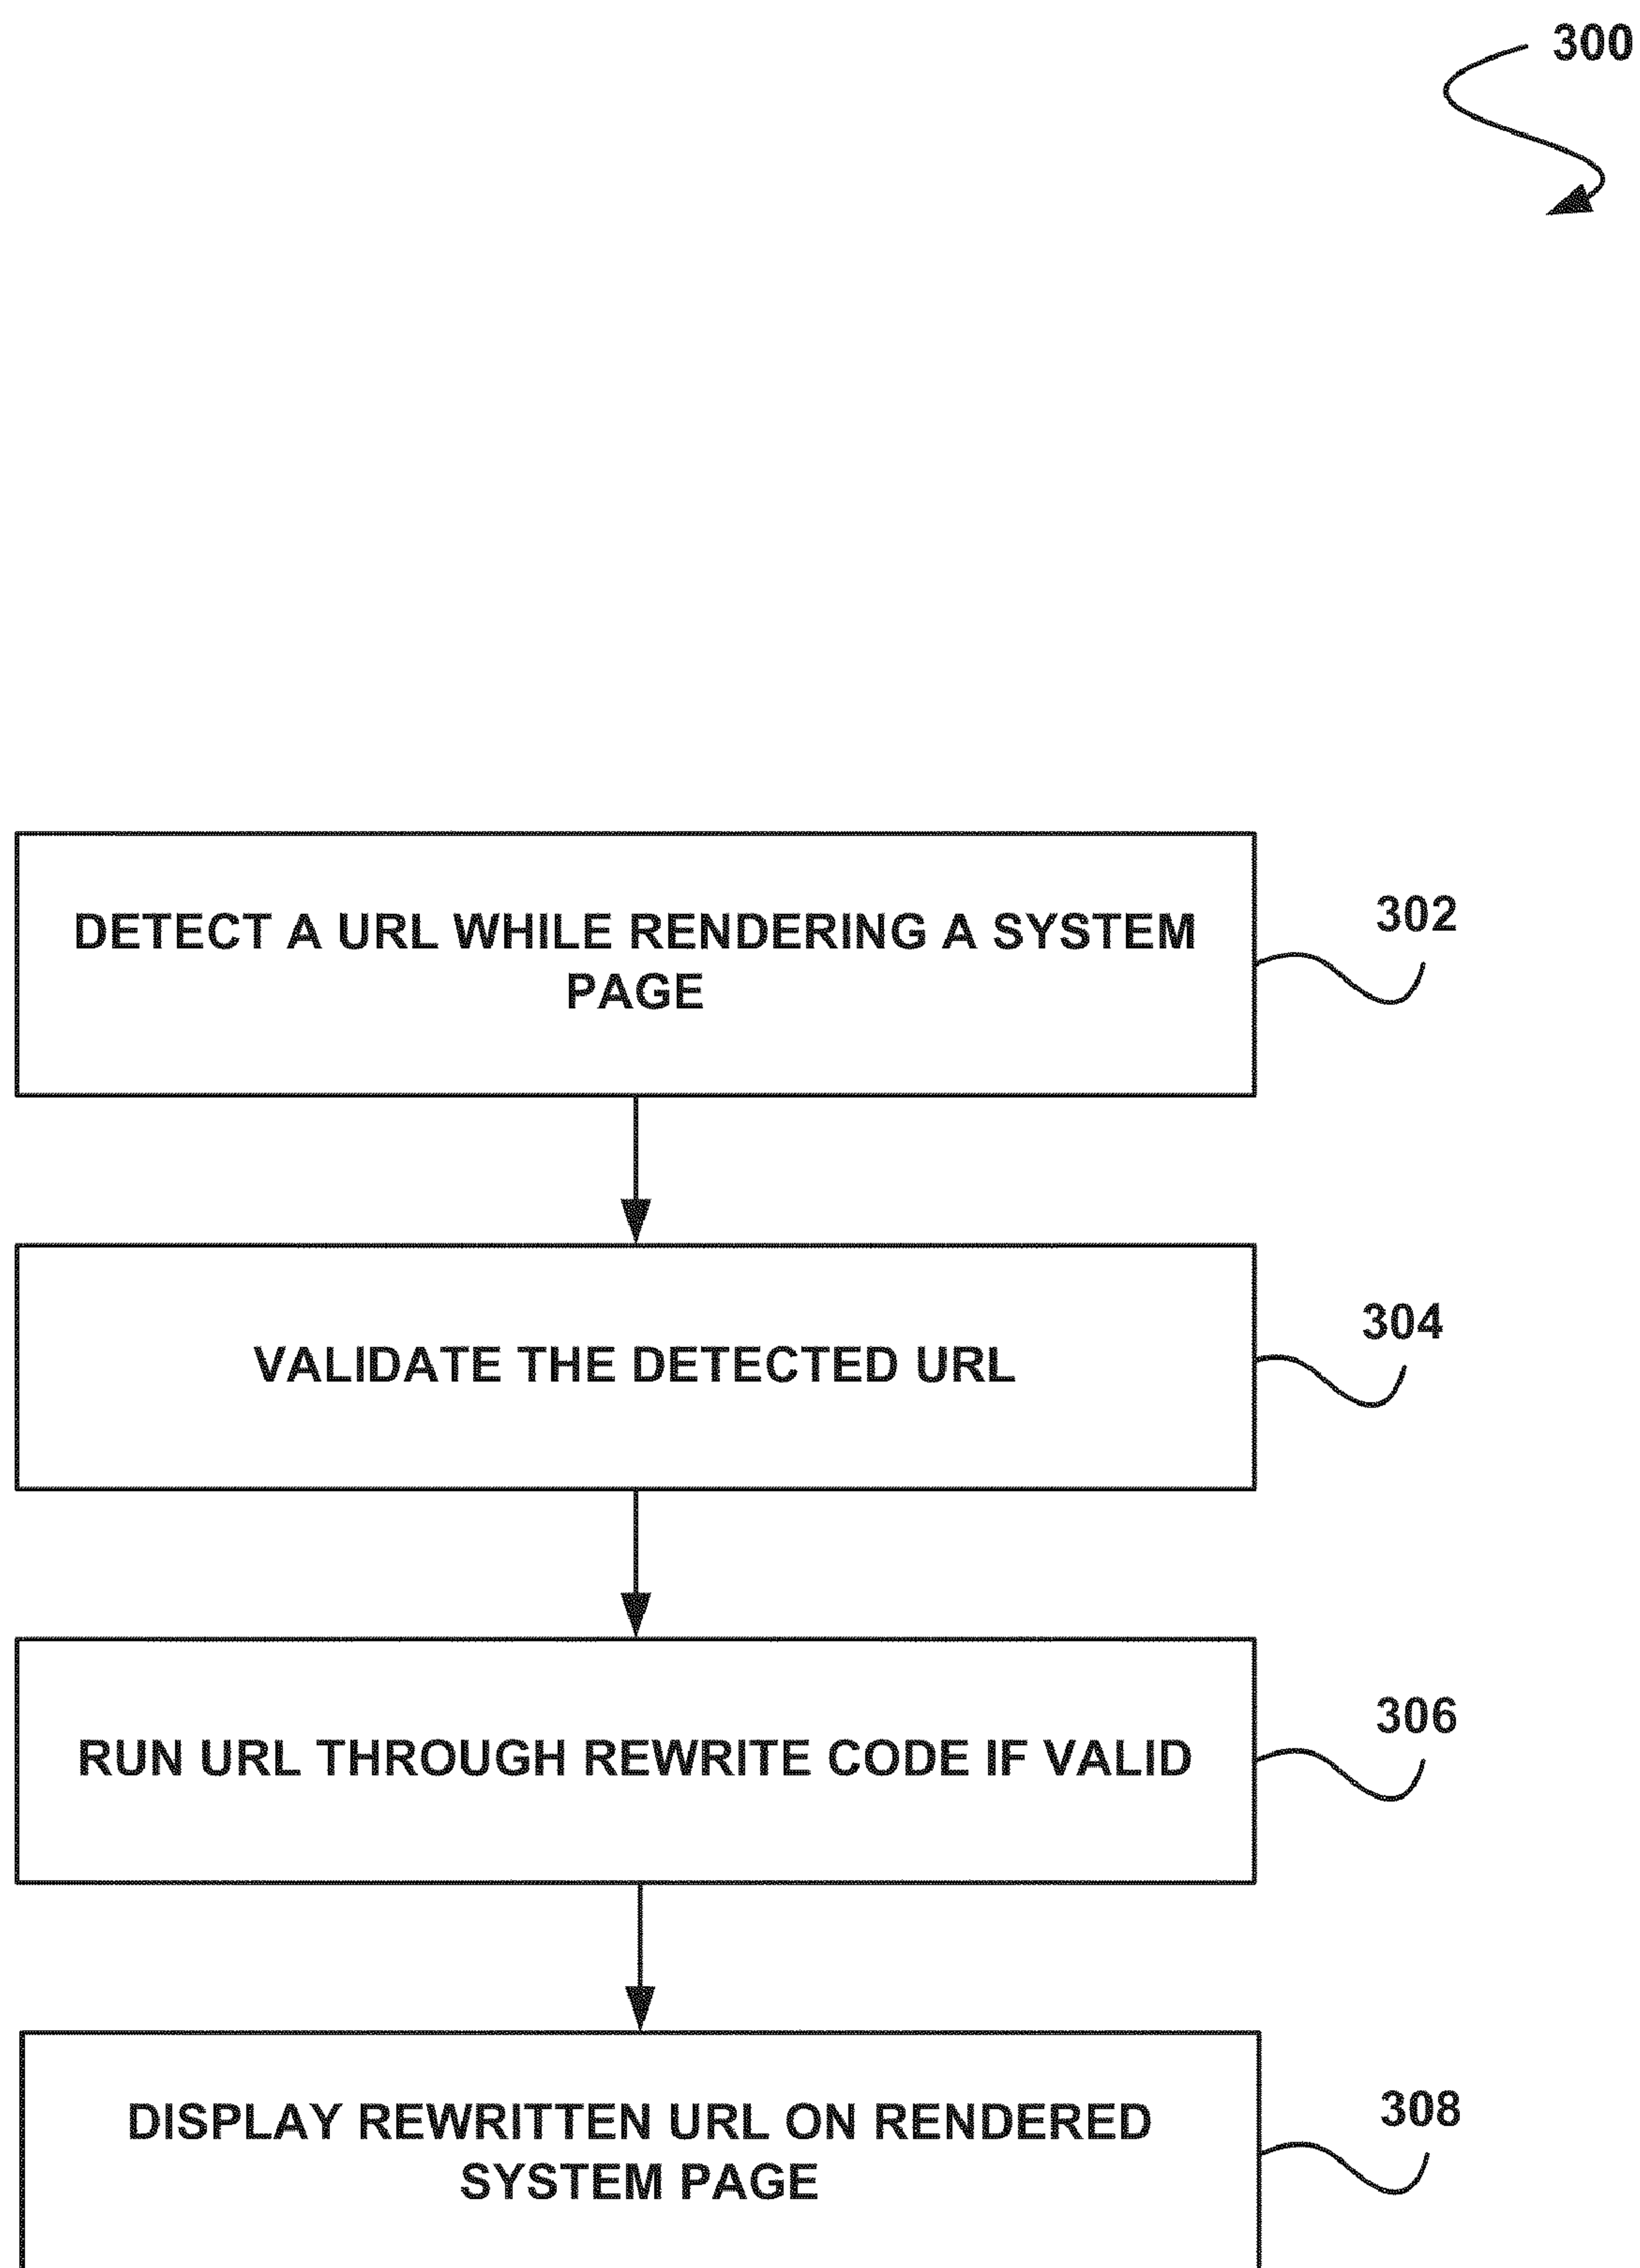 300
DETECT A URL WHILE RENDERING A SYSTEM
PAGE
302
VALIDATE THE DETECTED URL
304
RUN URL THROUGH REWRITE CODE IF VALID
306
DISPLAY REWRITTEN URL ON RENDERED
SYSTEM PAGE
308